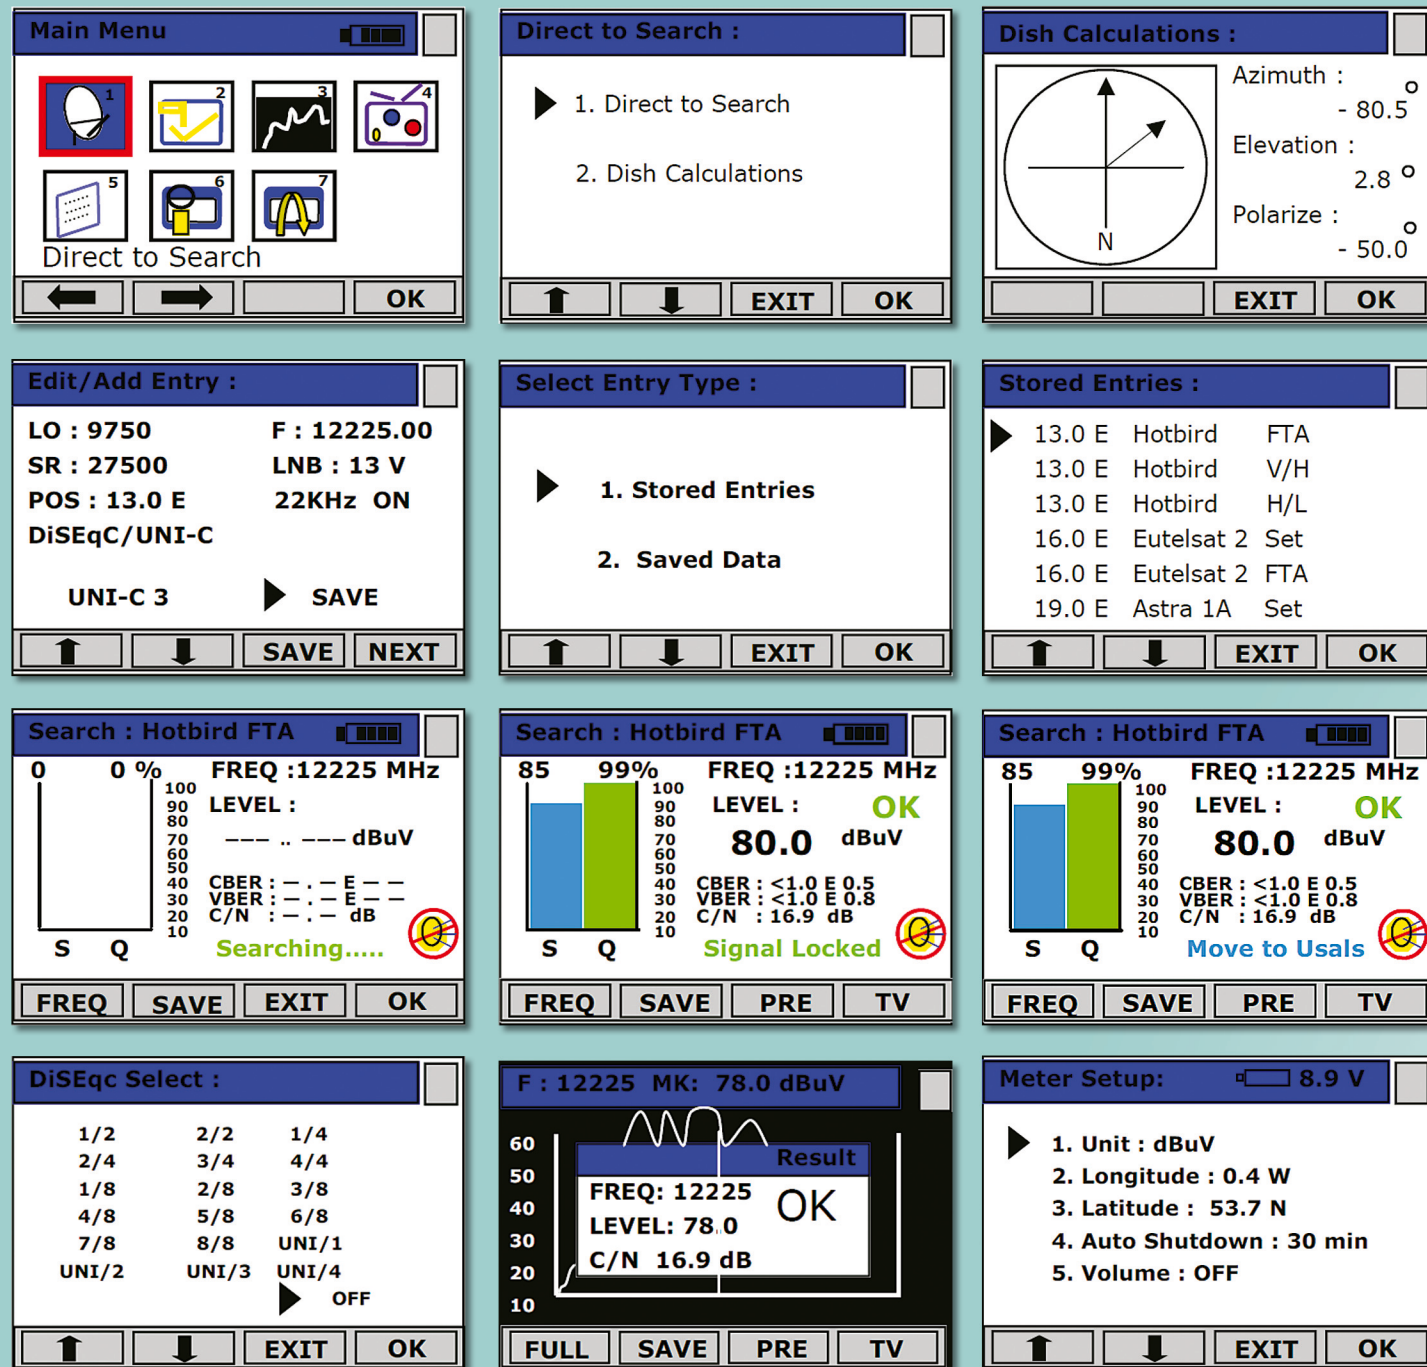 Main Menu
1
2
3
4
5
6
7
Direct to Search
OK
Direct to Search :
1. Direct to Search
2. Dish Calculations
EXIT OK
Dish Calculations :
N
Azimuth :
- 80.5°
Elevation :
2.8 °
Polarize :
- 50.0°
EXIT OK
Edit/Add Entry :
LO : 9750 F : 12225.00
SR : 27500 LNB : 13 V
POS : 13.0 E 22KHz ON
DiSEqC/UNI-C
UNI-C 3 SAVE
SAVE NEXT
Select Entry Type :
1. Stored Entries
2. Saved Data
EXIT OK
Stored Entries :
13.0 E Hotbird FTA
13.0 E Hotbird V/H
13.0 E Hotbird H/L
16.0 E Eutelsat 2 Set
16.0 E Eutelsat 2 FTA
19.0 E Astra 1A Set
EXIT OK
Search : Hotbird FTA
0 0 % FREQ :12225 MHz
100
90 LEVEL :
80
70 --- .. --- dBuV
60
50
40 CBER : – . – E – –
30 VBER : – . – E – –
20 C/N : – . – dB
10
S Q Searching.....
FREQ SAVE EXIT OK
Search : Hotbird FTA
85 99% FREQ :12225 MHz
100
90 LEVEL : OK
80
70 80.0 dBuV
60
50
40 CBER : <1.0 E 0.5
30 VBER : <1.0 E 0.8
20 C/N : 16.9 dB
10
S Q Signal Locked
FREQ SAVE PRE TV
Search : Hotbird FTA
85 99% FREQ :12225 MHz
100
90 LEVEL : OK
80
70 80.0 dBuV
60
50
40 CBER : <1.0 E 0.5
30 VBER : <1.0 E 0.8
20 C/N : 16.9 dB
10
S Q Move to Usals
FREQ SAVE PRE TV
DiSEqc Select :
1/2 2/2 1/4
2/4 3/4 4/4
1/8 2/8 3/8
4/8 5/8 6/8
7/8 8/8 UNI/1
UNI/2 UNI/3 UNI/4
OFF
EXIT OK
F : 12225 MK: 78.0 dBuV
60
50
40
30
20
10
Result
FREQ: 12225 OK
LEVEL: 78.0
C/N 16.9 dB
FULL SAVE PRE TV
Meter Setup: 8.9 V
1. Unit : dBuV
2. Longitude : 0.4 W
3. Latitude : 53.7 N
4. Auto Shutdown : 30 min
5. Volume : OFF
EXIT OK